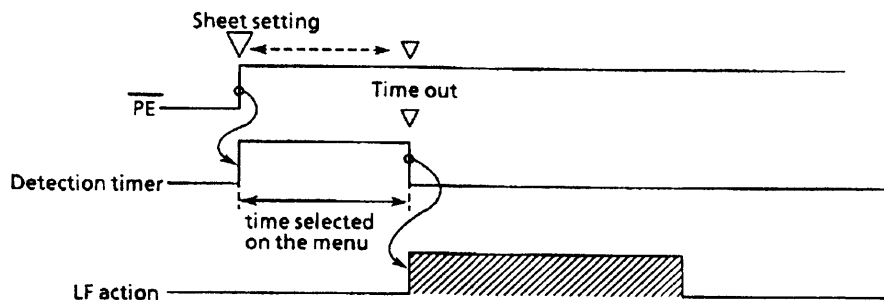 Sheet setting
Time out
PE
Detection timer
time selected
on the menu
LF action